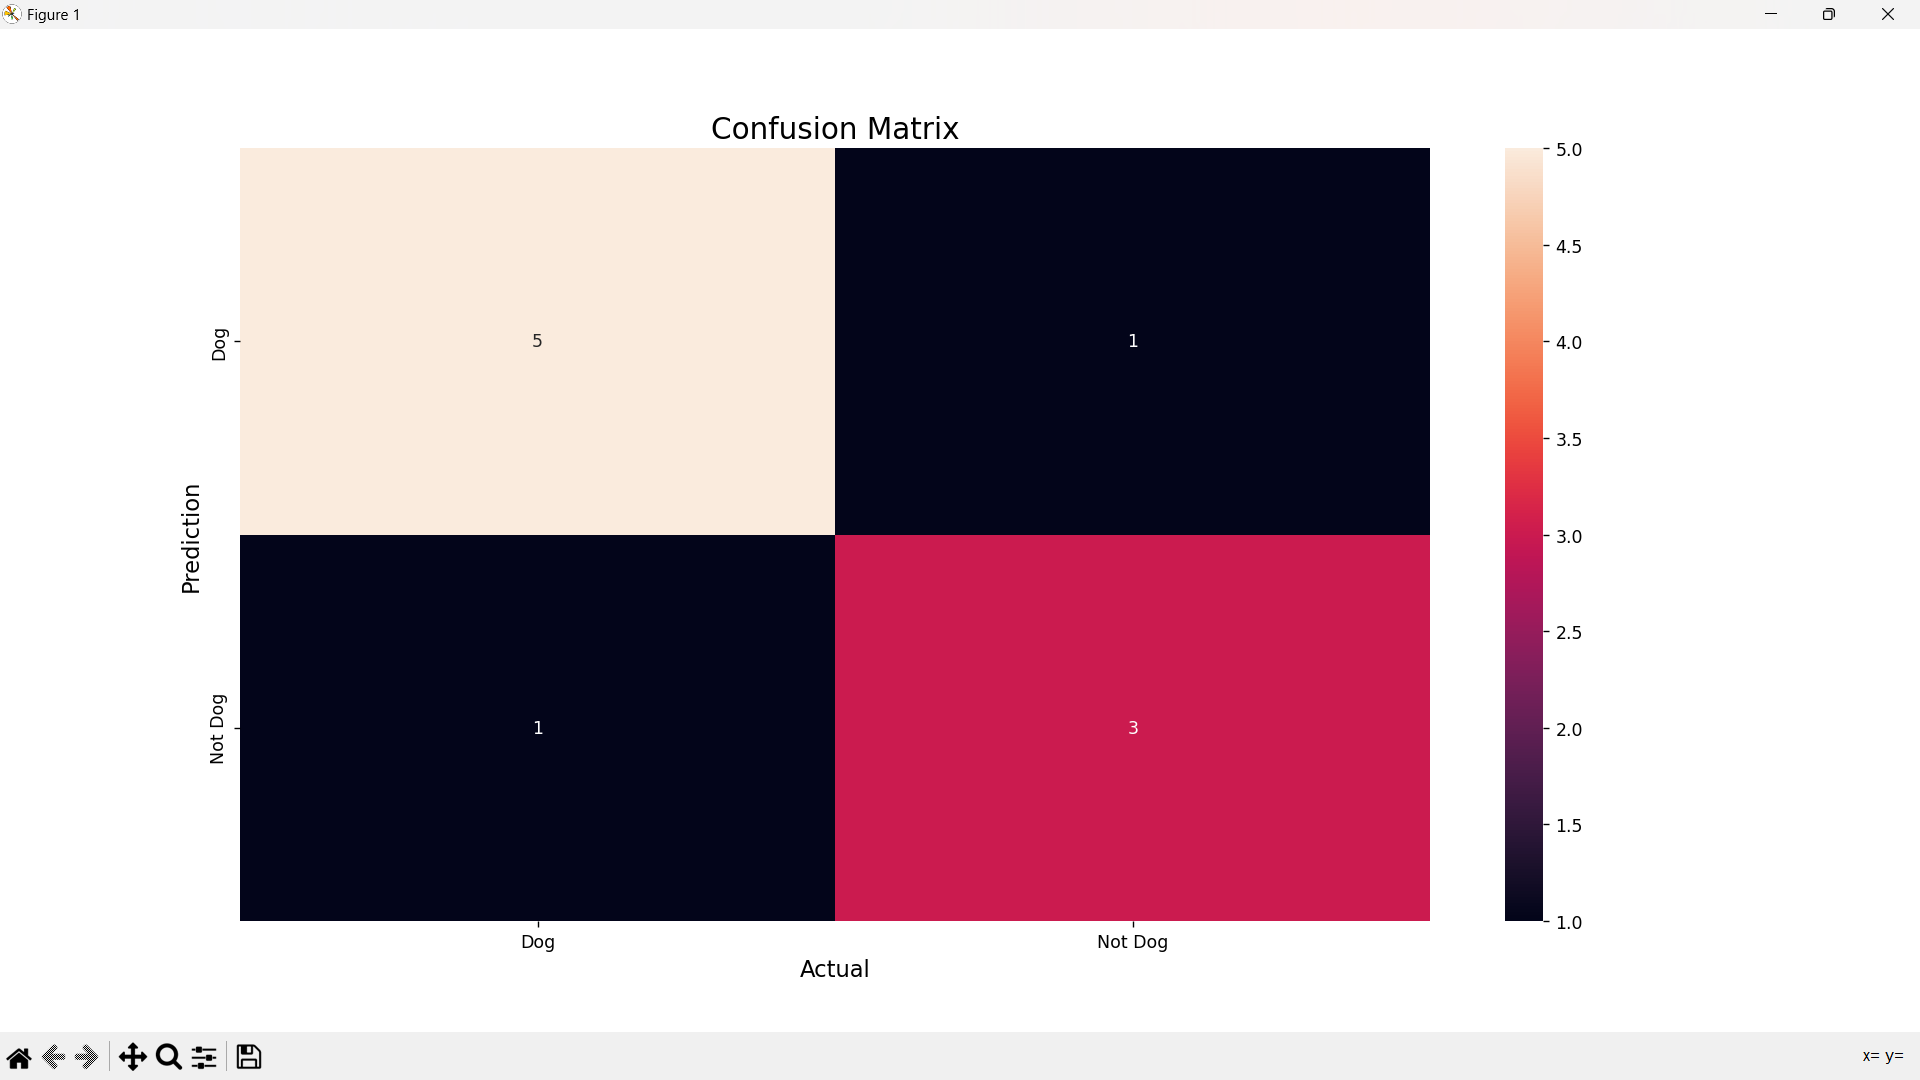 Figure 1
Confusion Matrix
Prediction
Dog
Not Dog
5
1
1
3
Dog
Not Dog
Actual
5.0
4.5
4.0
3.5
3.0
2.5
2.0
1.5
1.0
x= y=